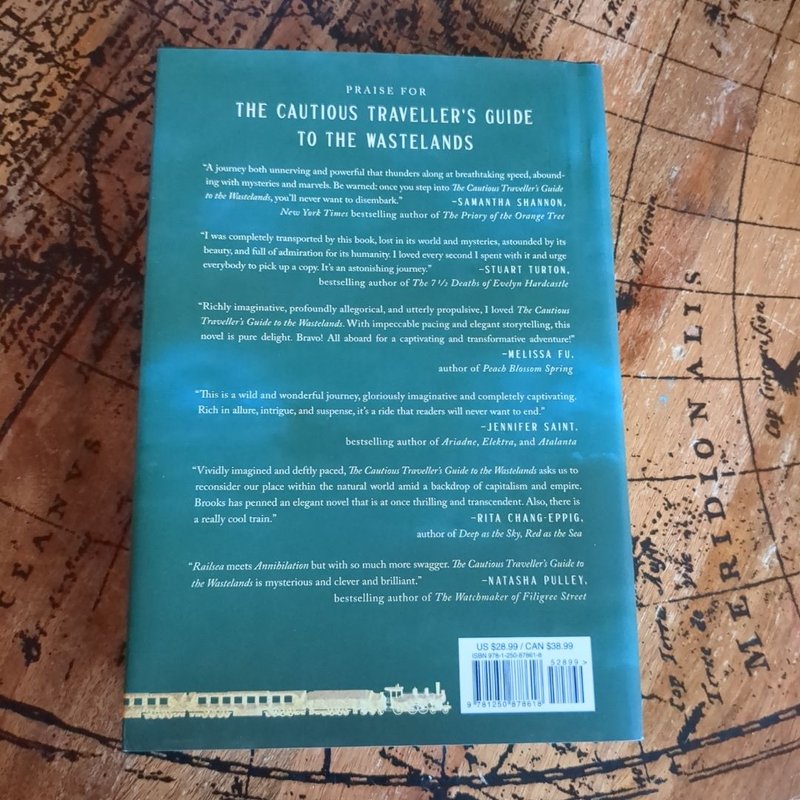 PRAISE FOR
THE CAUTIOUS TRAVELLER'S GUIDE
TO THE WASTELANDS
"A journey both unnerving and powerful that thunders along at breathtaking speed, abound-
ing with mysteries and marvels. Be warned: once you step into The Cautious Traveller's Guide
to the Wastelands, you'll never want to disembark." —SAMANTHA SHANNON,
New York Times bestselling author of The Priory of the Orange Tree
"I was completely transported by this book, lost in its world and mysteries, astounded by its
beauty, and full of admiration for its humanity. I loved every second I spent with it and urge
everybody to pick up a copy. It's an astonishing journey." —STUART TURTON,
bestselling author of The 7 1/2 Deaths of Evelyn Hardcastle
"Richly imaginative, profoundly allegorical, and utterly propulsive, I loved The Cautious
Traveller's Guide to the Wastelands. With impeccable pacing and elegant storytelling, this
novel is pure delight. Bravo! All aboard for a captivating and transformative adventure!"
—MELISSA FU,
author of Peach Blossom Spring
"This is a wild and wonderful journey, gloriously imaginative and completely captivating.
Rich in allure, intrigue, and suspense, it's a ride that readers will never want to end."
—JENNIFER SAINT,
bestselling author of Ariadne, Elektra, and Atalanta
"Vividly imagined and deftly paced, The Cautious Traveller's Guide to the Wastelands asks us to
reconsider our place within the natural world amid a backdrop of capitalism and empire.
Brooks has penned an elegant novel that is at once thrilling and transcendent. Also, there is
a really cool train." —RITA CHANG-EPPIG,
author of Deep as the Sky, Red as the Sea
"Railsea meets Annihilation but with so much more swagger. The Cautious Traveller's Guide to
the Wastelands is mysterious and clever and brilliant." —NATASHA PULLEY,
bestselling author of The Watchmaker of Filigree Street
US $28.99 / CAN $38.99
ISBN 978-1-250-87861-8
52899 >
9 781250 878618
OCEANVS
MERIDIONALIS